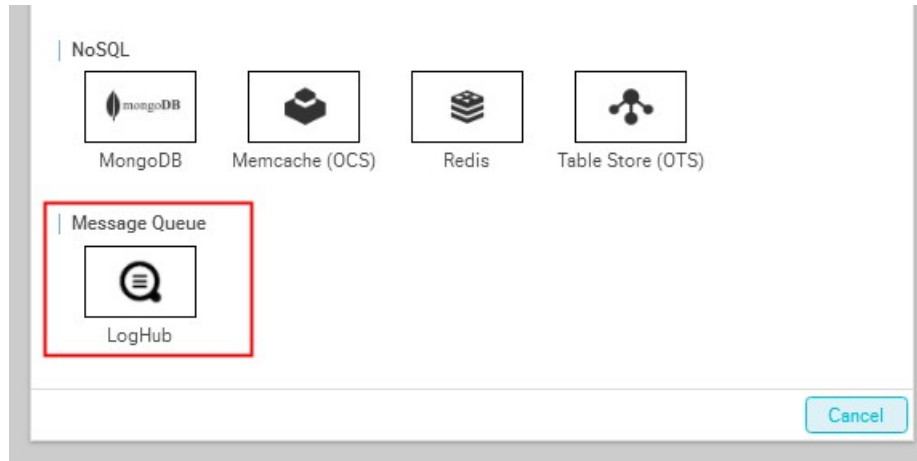 NoSQL
mongoDB
MongoDB
Memcache (OCS)
Redis
Table Store (OTS)
Message Queue
LogHub
Cancel